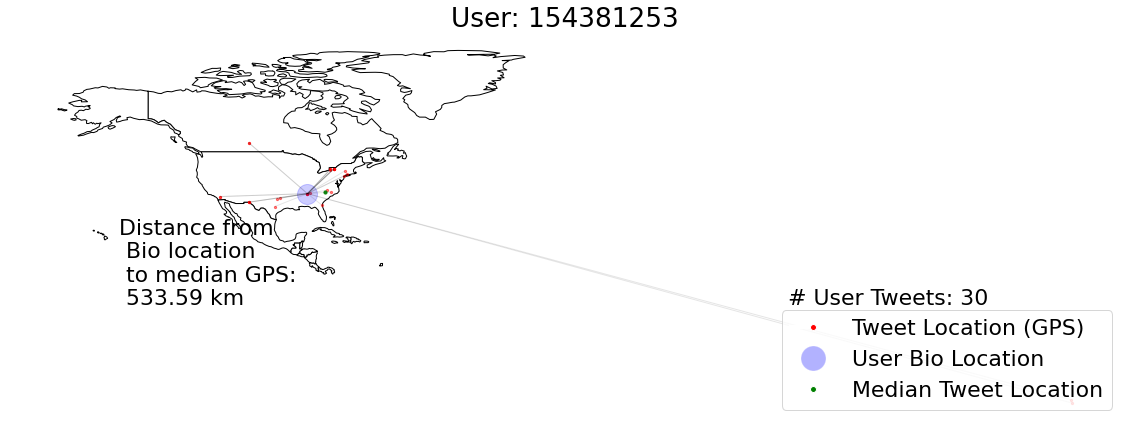 User: 154381253
Distance from
Bio location
to median GPS:
533.59 km
# User Tweets: 30
Tweet Location (GPS)
User Bio Location
Median Tweet Location